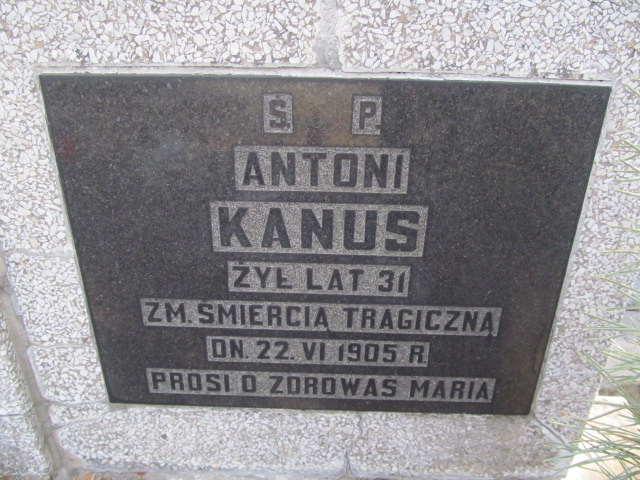 Ś. P.
ANTONI
KANUS
ŻYŁ LAT 31
ZM. ŚMIERCIĄ TRAGICZNĄ
DN. 22. VI 1905 R.
PROSI O ZDROWAŚ MARIA